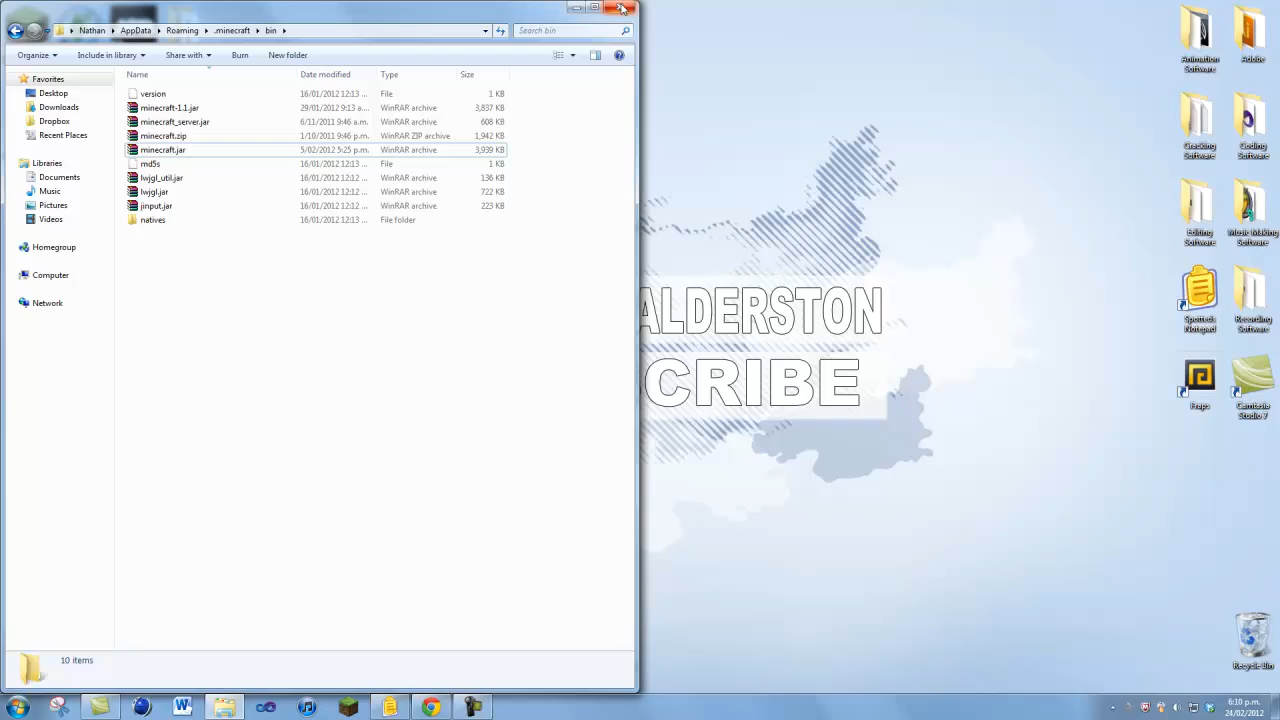 Nathan AppData Roaming .minecraft bin Search bin
Organize Include in library Share with Burn New folder
Name Date modified Type Size
Favorites
Desktop
Downloads
Dropbox
Recent Places
Libraries
Documents
Music
Pictures
Videos
Homegroup
Computer
Network
version 16/01/2012 12:13 ... File 1 KB
minecraft-1.1.jar 29/01/2012 9:13 a.... WinRAR archive 3,837 KB
minecraft_server.jar 6/11/2011 9:46 a.m. WinRAR archive 608 KB
minecraft.zip 1/10/2011 9:46 p.m. WinRAR ZIP archive 1,942 KB
minecraft.jar 5/02/2012 5:25 p.m. WinRAR archive 3,939 KB
md5s 16/01/2012 12:13 ... File 1 KB
lwjgl_util.jar 16/01/2012 12:12 ... WinRAR archive 136 KB
lwjgl.jar 16/01/2012 12:12 ... WinRAR archive 722 KB
jinput.jar 16/01/2012 12:12 ... WinRAR archive 223 KB
natives 16/01/2012 12:13 ... File folder
10 items
ALDERSTON
CRIBE
Animation Software
Adobe
Cracking Software
Coding Software
Editing Software
Music Making Software
Spotteds Notepad
Recording Software
Fraps
Camtasia Studio 7
Recycle Bin
6:10 p.m.
24/02/2012